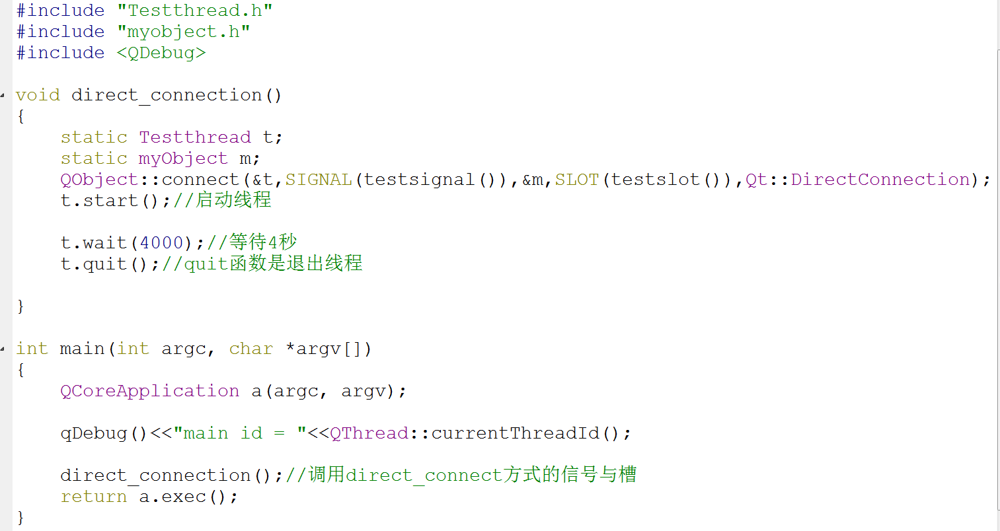 #include "Testthread.h"
#include "myobject.h"
#include <QDebug>

void direct_connection()
{
    static Testthread t;
    static myObject m;
    QObject::connect(&t,SIGNAL(testsignal()),&m,SLOT(testslot()),Qt::DirectConnection);
    t.start();//启动线程

    t.wait(4000);//等待4秒
    t.quit();//quit函数是退出线程

}

int main(int argc, char *argv[])
{
    QCoreApplication a(argc, argv);

    qDebug()<<"main id = "<<QThread::currentThreadId();

    direct_connection();//调用direct_connect方式的信号与槽
    return a.exec();
}